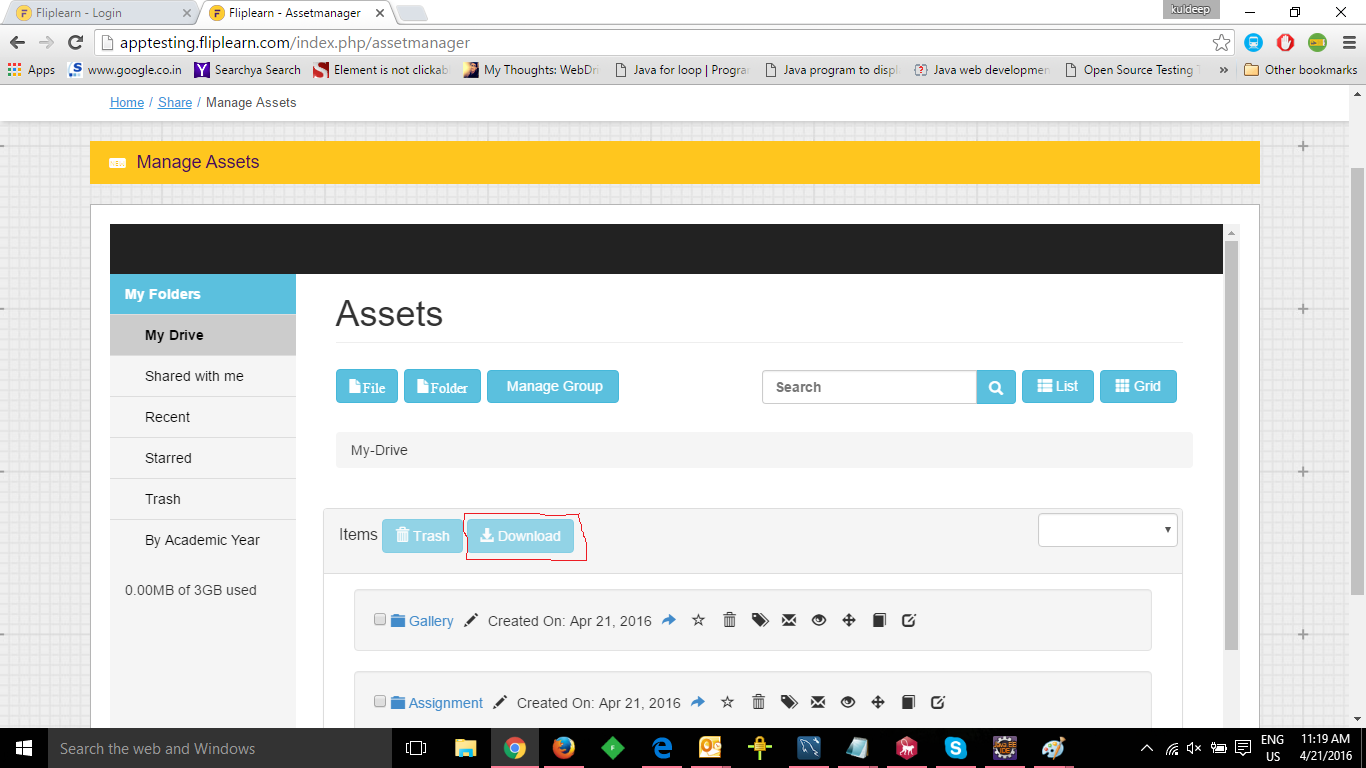 Fliplearn - Login
Fliplearn - Assetmanager
kuldeep
apptesting.fliplearn.com/index.php/assetmanager
Apps www.google.co.in Searchya Search Element is not clickab My Thoughts: WebDri Java for loop | Progra Java program to displ Java web developmen Open Source Testing T » Other bookmarks
Home / Share / Manage Assets
Manage Assets
My Folders
My Drive
Shared with me
Recent
Starred
Trash
By Academic Year
0.00MB of 3GB used
Assets
File Folder Manage Group Search List Grid
My-Drive
Items Trash Download
Gallery Created On: Apr 21, 2016
Assignment Created On: Apr 21, 2016
Search the web and Windows
ENG
US
11:19 AM
4/21/2016